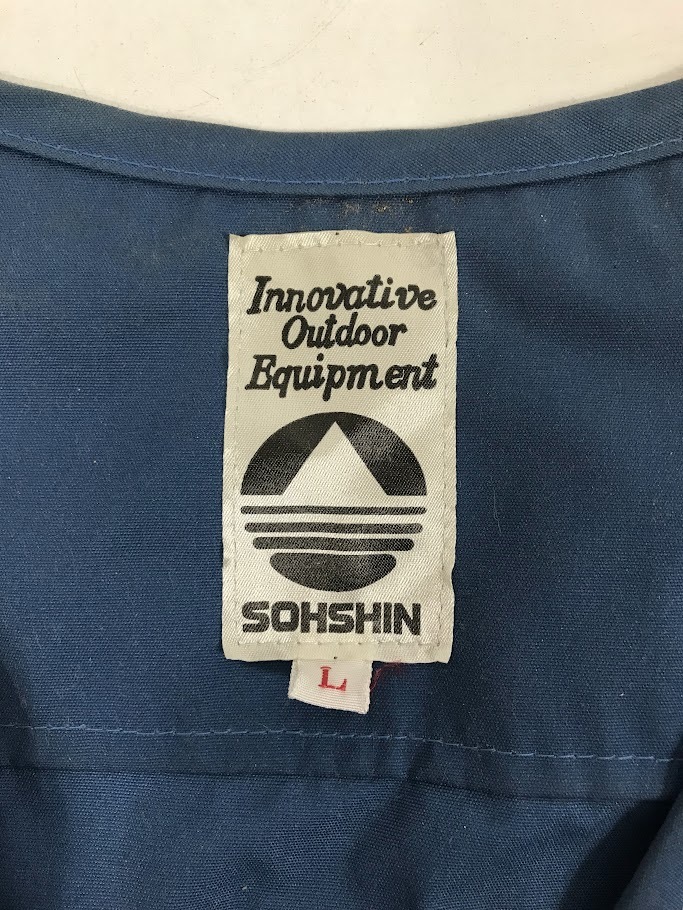 Innovative
Outdoor
Equipment
SOHSHIN
L